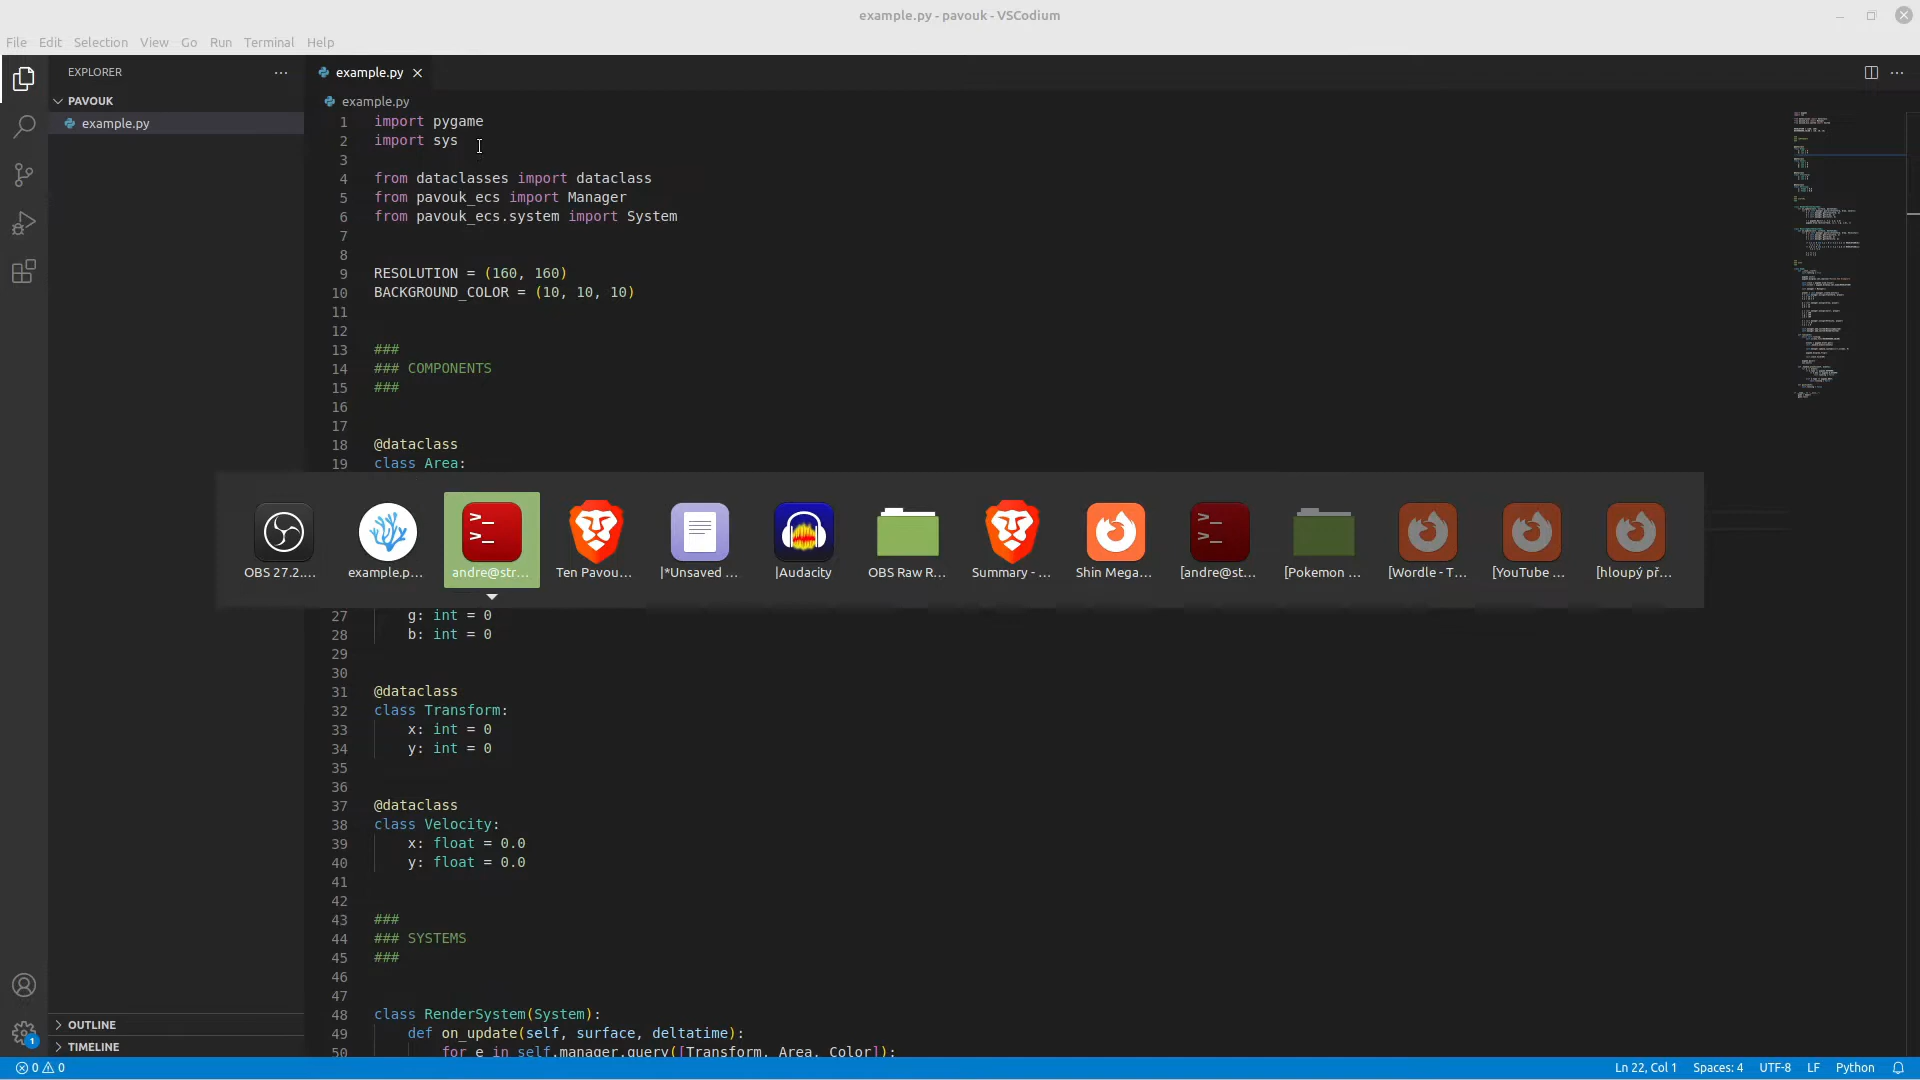 example.py - pavouk - VSCodium
File Edit Selection View Go Run Terminal Help
EXPLORER
example.py
PAVOUK
example.py
example.py
1 import pygame
2 import sys
3
4 from dataclasses import dataclass
5 from pavouk_ecs import Manager
6 from pavouk_ecs.system import System
7
8
9 RESOLUTION = (160, 160)
10 BACKGROUND_COLOR = (10, 10, 10)
11
12
13 ###
14 ### COMPONENTS
15 ###
16
17
18 @dataclass
19 class Area:
OBS 27.2.... example.p... andre@str... Ten Pavou... |*Unsaved ... |Audacity OBS Raw R... Summary - ... Shin Mega... [andre@st... [Pokemon ... [Wordle - T... [YouTube ... [hloupý př...
27 g: int = 0
28 b: int = 0
29
30
31 @dataclass
32 class Transform:
33 x: int = 0
34 y: int = 0
35
36
37 @dataclass
38 class Velocity:
39 x: float = 0.0
40 y: float = 0.0
41
42
43 ###
44 ### SYSTEMS
45 ###
46
47
48 class RenderSystem(System):
49 def on_update(self, surface, deltatime):
50 for e in self.manager.query([Transform, Area, Color]):
OUTLINE
TIMELINE
1
0 0 Ln 22, Col 1 Spaces: 4 UTF-8 LF Python